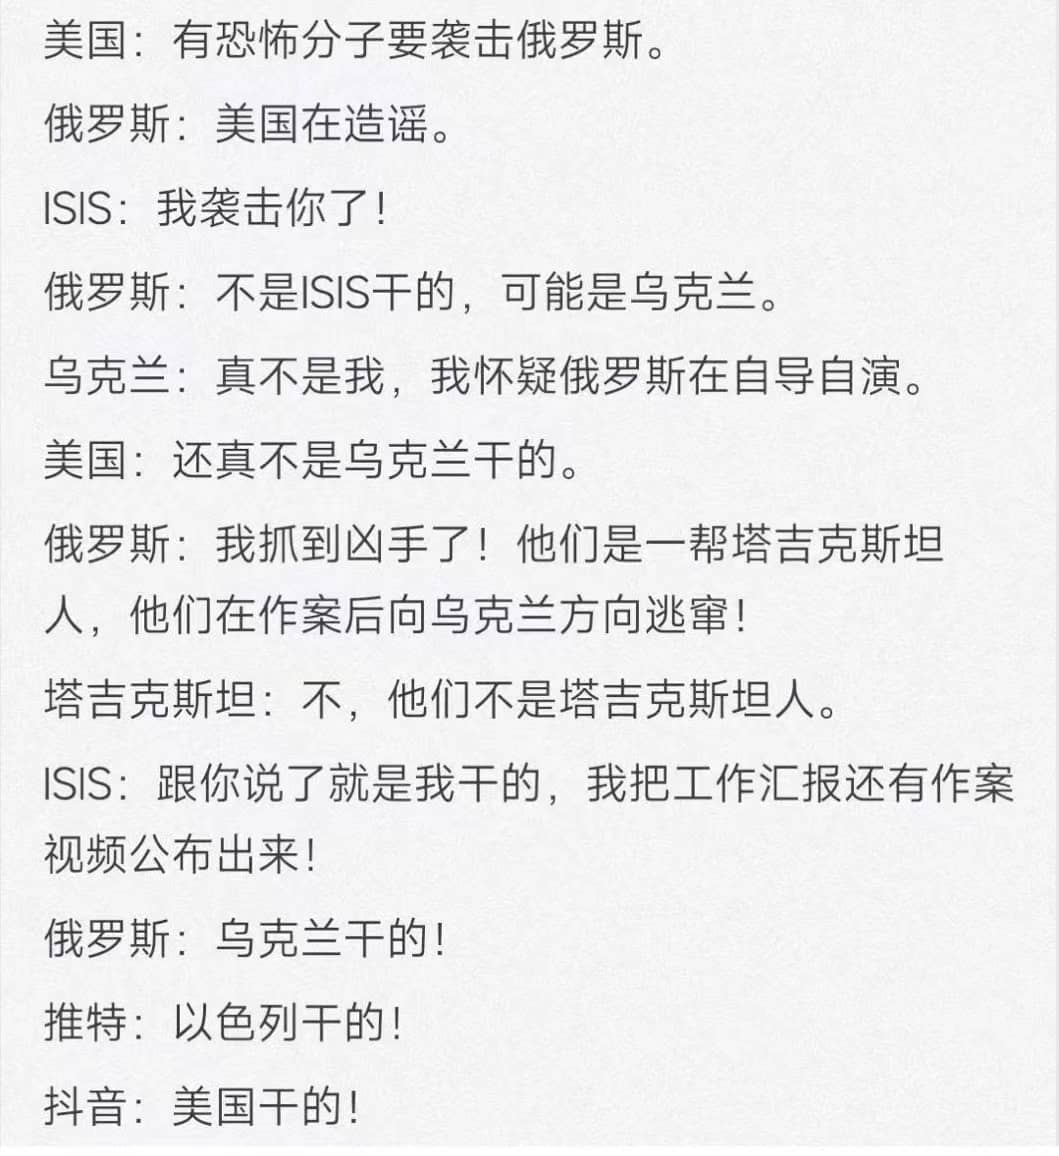 美国：有恐怖分子要袭击俄罗斯。
俄罗斯：美国在造谣。
ISIS：我袭击你了！
俄罗斯：不是ISIS干的，可能是乌克兰。
乌克兰：真不是我，我怀疑俄罗斯在自导自演。
美国：还真不是乌克兰干的。
俄罗斯：我抓到凶手了！他们是一帮塔吉克斯坦
人，他们在作案后向乌克兰方向逃窜！
塔吉克斯坦：不，他们不是塔吉克斯坦人。
ISIS：跟你说了就是我干的，我把工作汇报还有作案
视频公布出来！
俄罗斯：乌克兰干的！
推特：以色列干的！
抖音：美国干的！